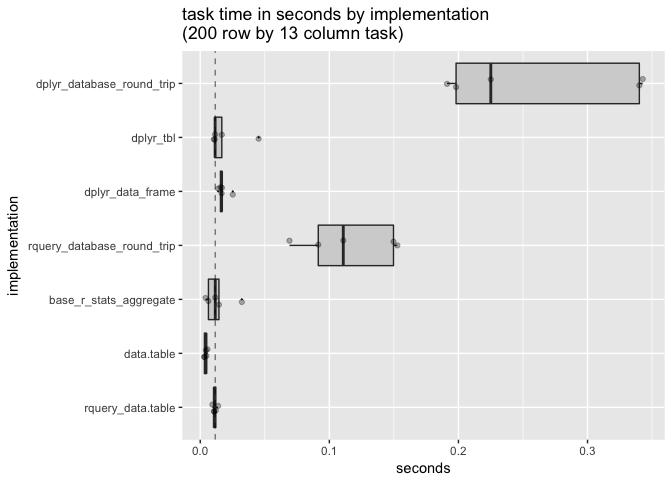 task time in seconds by implementation
(200 row by 13 column task)
implementation
dplyr_database_round_trip
dplyr_tbl
dplyr_data_frame
rquery_database_round_trip
base_r_stats_aggregate
data.table
rquery_data.table
0.0 0.1 0.2 0.3
seconds